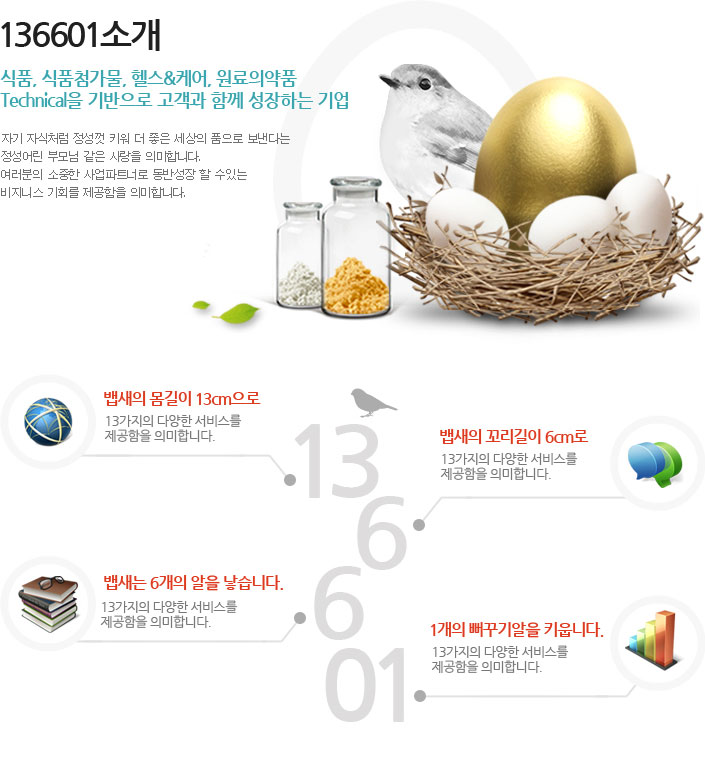 136601소개
식품, 식품첨가물, 헬스&케어, 원료의약품
Technical을 기반으로 고객과 함께 성장하는 기업
자기 자식처럼 정성껏 키워 더 좋은 세상의 품으로 보낸다는
정성어린 부모님 같은 사랑을 의미합니다.
여러분의 소중한 사업파트너로 동반성장 할 수있는
비지니스 기회를 제공함을 의미합니다.
뱁새의 몸길이 13cm으로
13가지의 다양한 서비스를
제공함을 의미합니다.
13
뱁새의 꼬리길이 6cm로
13가지의 다양한 서비스를
제공함을 의미합니다.
6
뱁새는 6개의 알을 낳습니다.
13가지의 다양한 서비스를
제공함을 의미합니다.
6
1개의 뻐꾸기알을 키웁니다.
13가지의 다양한 서비스를
제공함을 의미합니다.
01